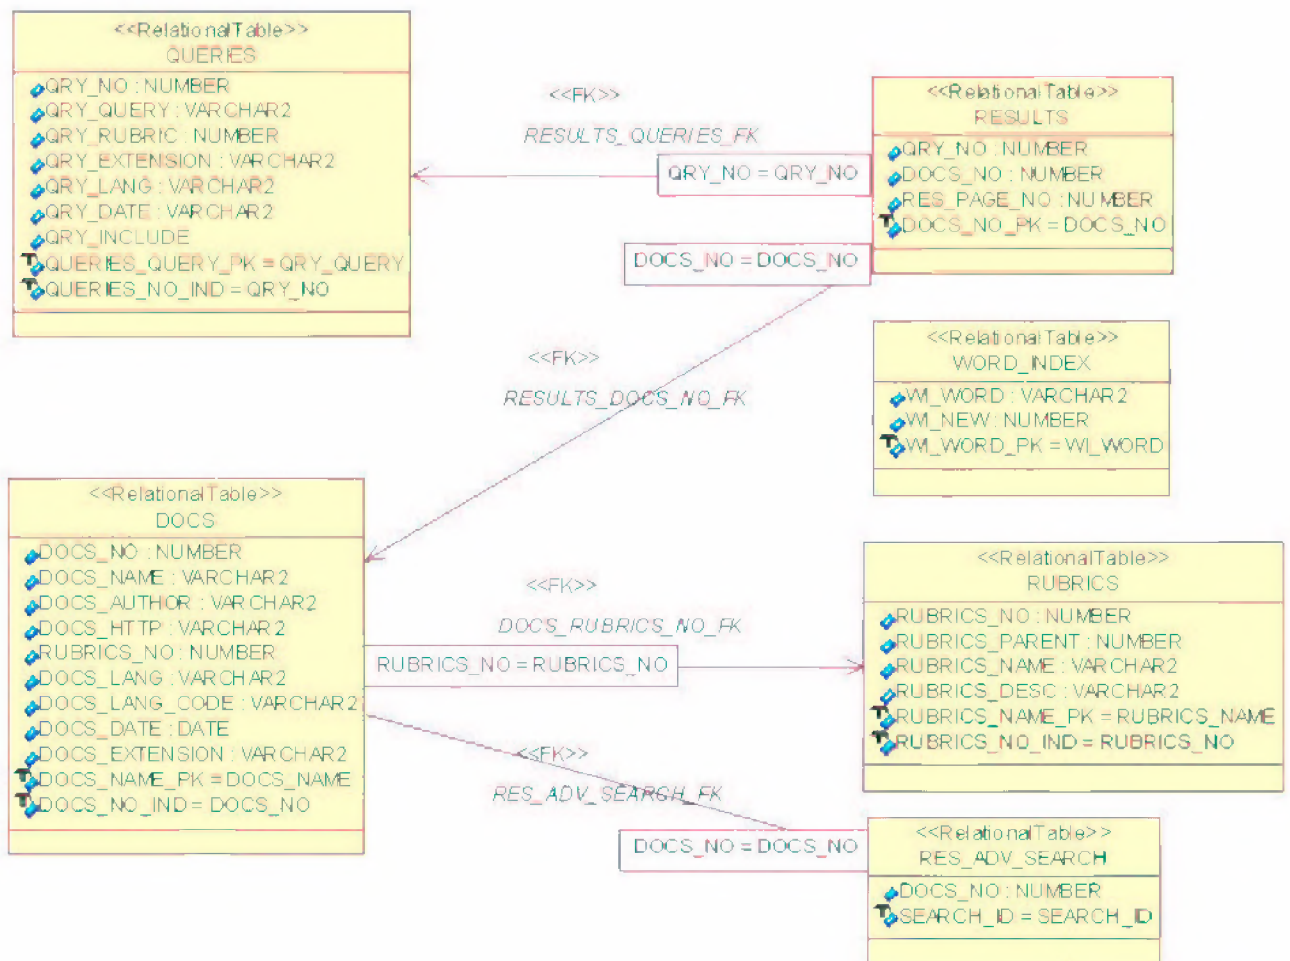 <<RelationalTable>>
QUERIES
QRY_NO : NUMBER
QRY_QUERY : VARCHAR2
QRY_RUBRIC : NUMBER
QRY_EXTENSION : VARCHAR2
QRY_LANG : VARCHAR2
QRY_DATE : VARCHAR2
QRY_INCLUDE
QUERIES_QUERY_PK = QRY_QUERY
QUERIES_NO_IND = QRY_NO
<<FK>>
RESULTS_QUERIES_FK
QRY_NO = QRY_NO
<<RelationalTable>>
RESULTS
QRY_NO : NUMBER
DOCS_NO : NUMBER
RES_PAGE_NO : NUMBER
DOCS_NO_PK = DOCS_NO
DOCS_NO = DOCS_NO
<<FK>>
RESULTS_DOCS_NO_FK
<<RelationalTable>>
WORD_INDEX
WI_WORD : VARCHAR2
WI_NEW : NUMBER
WI_WORD_PK = WI_WORD
<<RelationalTable>>
DOCS
DOCS_NO : NUMBER
DOCS_NAME : VARCHAR2
DOCS_AUTHOR : VARCHAR2
DOCS_HTTP : VARCHAR2
RUBRICS_NO : NUMBER
DOCS_LANG : VARCHAR2
DOCS_LANG_CODE : VARCHAR2
DOCS_DATE : DATE
DOCS_EXTENSION : VARCHAR2
DOCS_NAME_PK = DOCS_NAME
DOCS_NO_IND = DOCS_NO
<<FK>>
DOCS_RUBRICS_NO_FK
RUBRICS_NO = RUBRICS_NO
<<RelationalTable>>
RUBRICS
RUBRICS_NO : NUMBER
RUBRICS_PARENT : NUMBER
RUBRICS_NAME : VARCHAR2
RUBRICS_DESC : VARCHAR2
RUBRICS_NAME_PK = RUBRICS_NAME
RUBRICS_NO_IND = RUBRICS_NO
<<FK>>
RES_ADV_SEARCH_FK
DOCS_NO = DOCS_NO
<<RelationalTable>>
RES_ADV_SEARCH
DOCS_NO : NUMBER
SEARCH_ID = SEARCH_ID